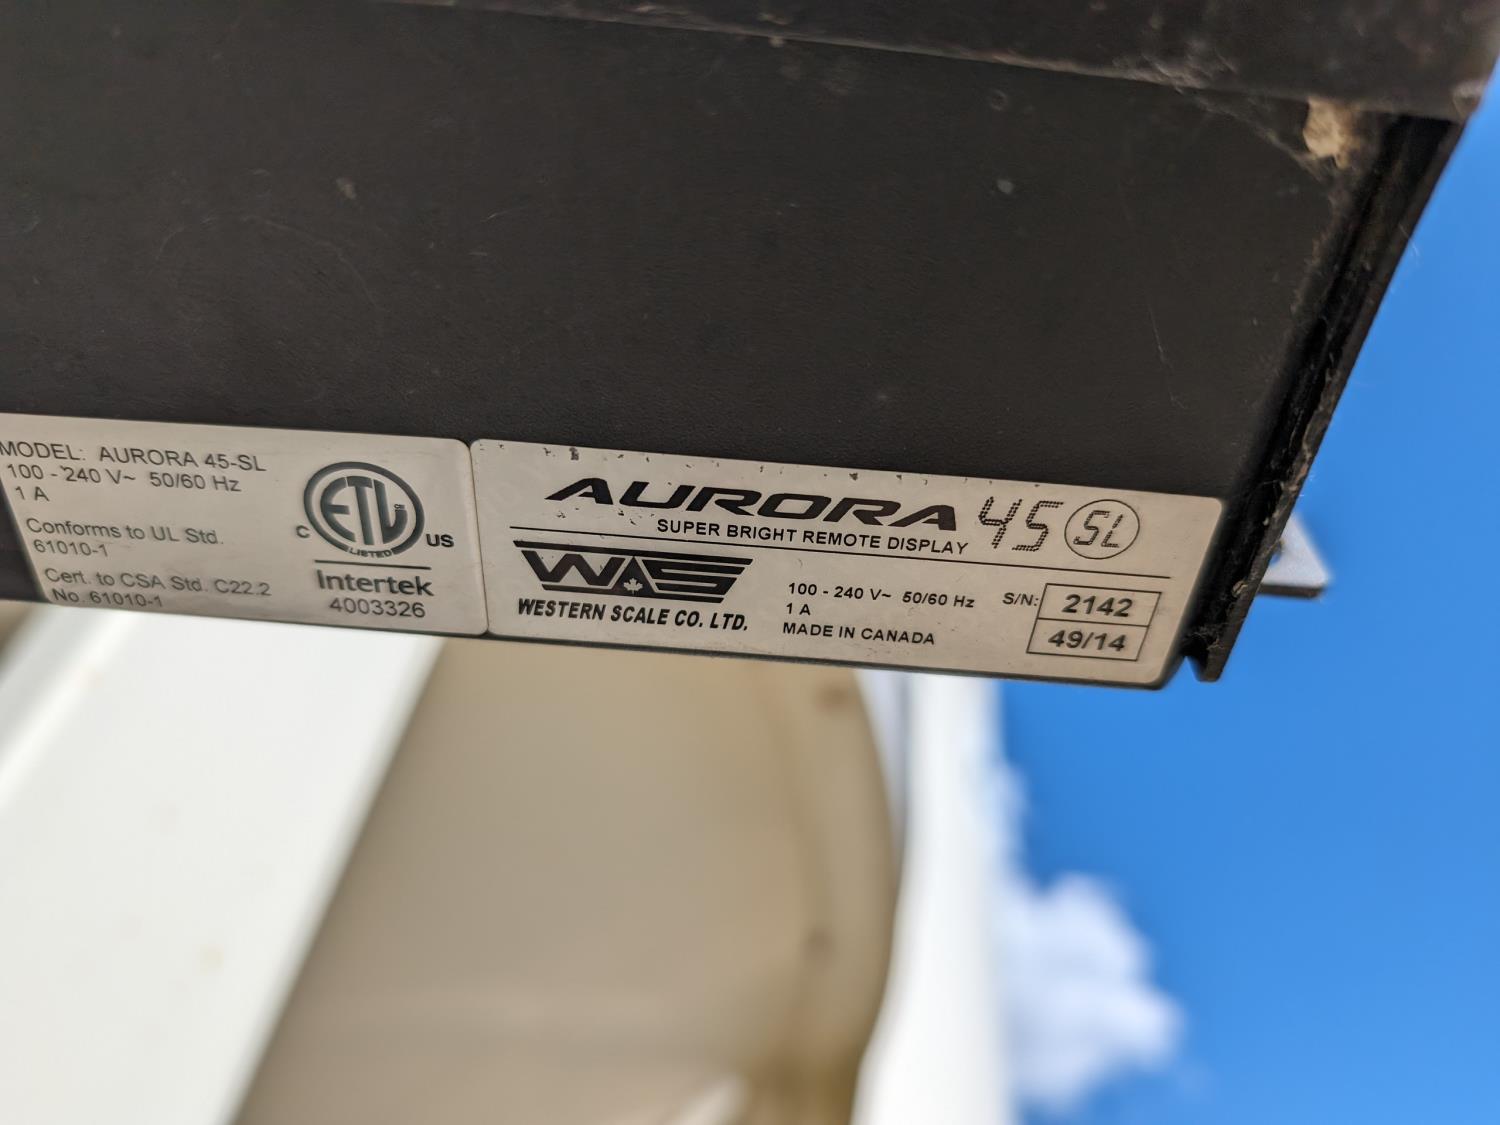 MODEL: AURORA 45-SL
100 - 240 V~ 50/60 Hz
1 A
Conforms to UL Std.
61010-1
Cert. to CSA Std. C22.2
No. 61010-1
ETL
LISTED
C US
Intertek
4003326
AURORA 45 SL
SUPER BRIGHT REMOTE DISPLAY
WS
WESTERN SCALE CO. LTD.
100 - 240 V~ 50/60 Hz
1 A
MADE IN CANADA
S/N: 2142
49/14